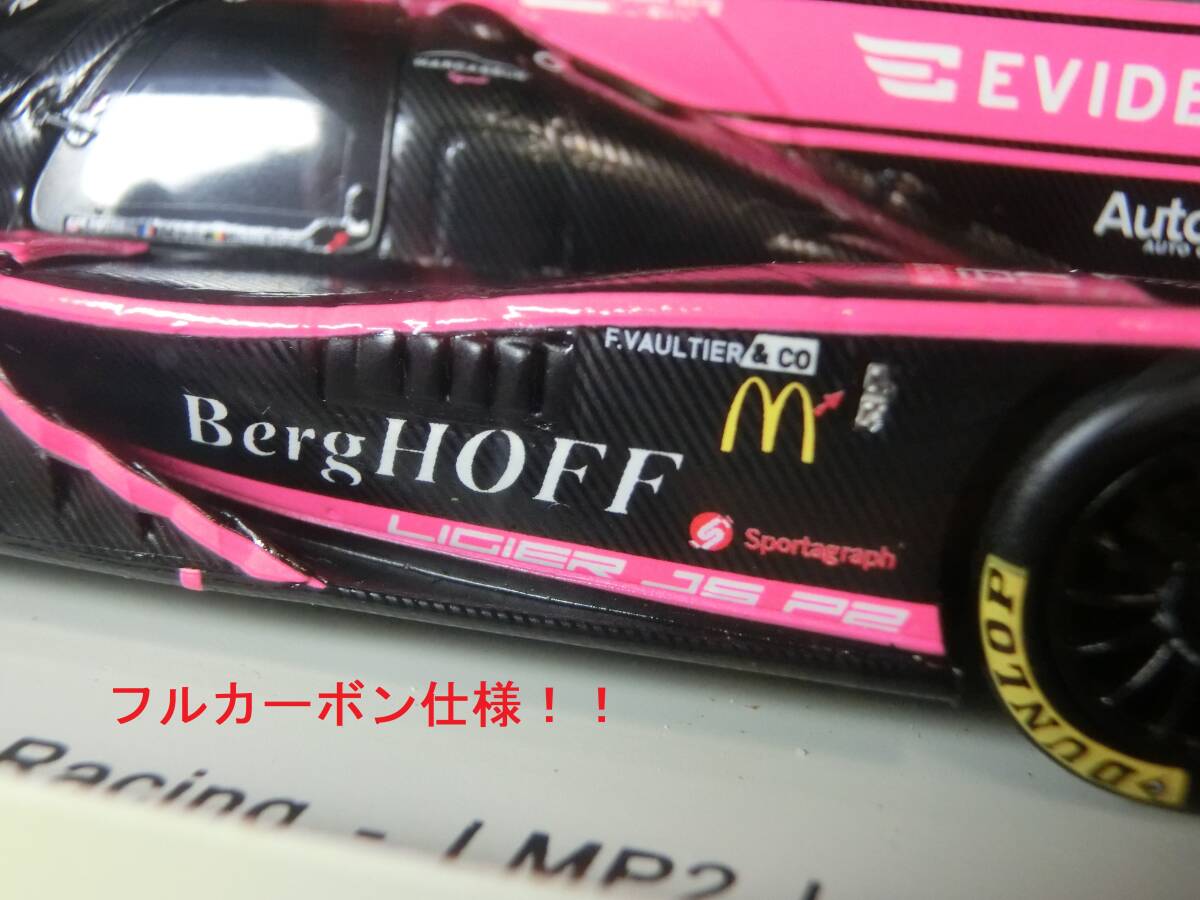 EVIDE
Auto
F.VAULTIER & CO
BergHOFF
Sportagraph
LIGIER JS P2
DUNLOP
フルカーボン仕様！！
Racing - LMP2